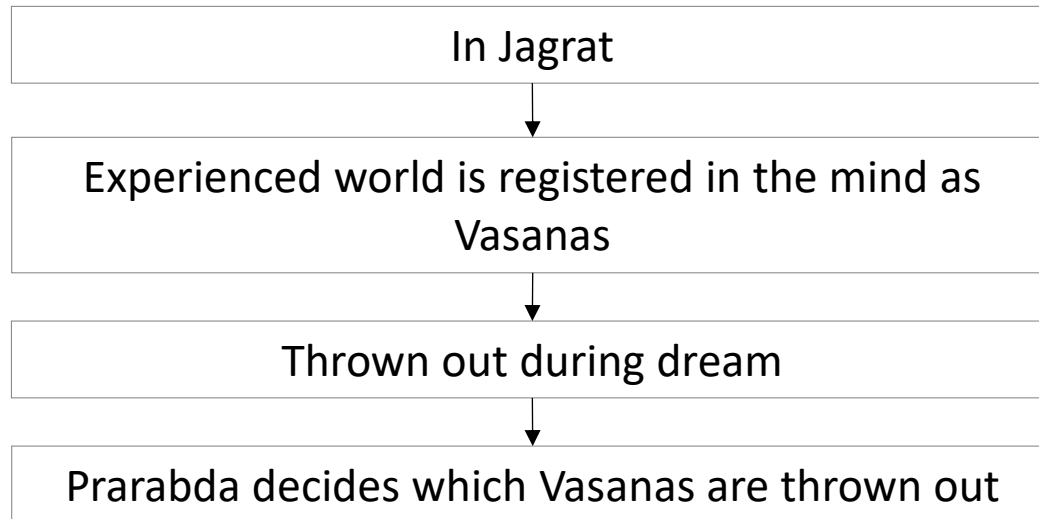 In Jagrat
Experienced world is registered in the mind as
Vasanas
Thrown out during dream
Prarabda decides which Vasanas are thrown out